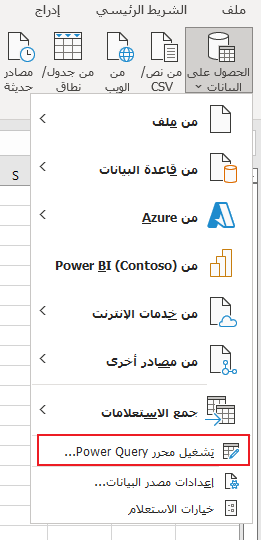 ملف الشريط الرئيسي إدراج
الحصول على البيانات
من نص/ CSV
من الويب
من جدول/ نطاق
مصادر حديثة
S
من ملف
من قاعدة البيانات
من Azure
من Power BI (Contoso)
من خدمات الإنترنت
من مصادر أخرى
جمع الاستعلامات
تشغيل محرر Power Query...
إعدادات مصدر البيانات...
خيارات الاستعلام